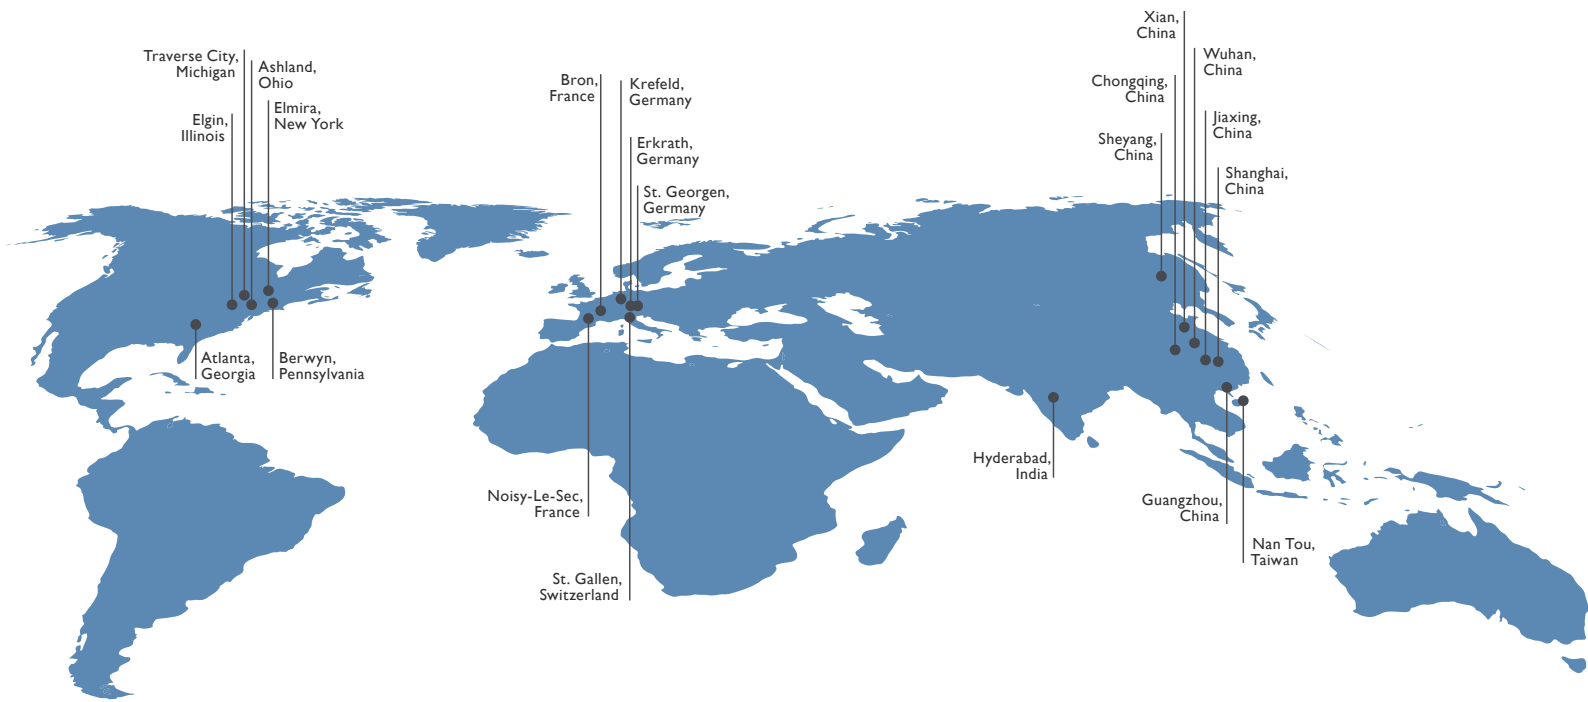 Traverse City,
Michigan
Ashland,
Ohio
Elgin,
Illinois
Elmira,
New York
Atlanta,
Georgia
Berwyn,
Pennsylvania
Bron,
France
Krefeld,
Germany
Erkrath,
Germany
St. Georgen,
Germany
Noisy-Le-Sec,
France
St. Gallen,
Switzerland
Xian,
China
Wuhan,
China
Chongqing,
China
Jiaxing,
China
Sheyang,
China
Shanghai,
China
Hyderabad,
India
Guangzhou,
China
Nan Tou,
Taiwan